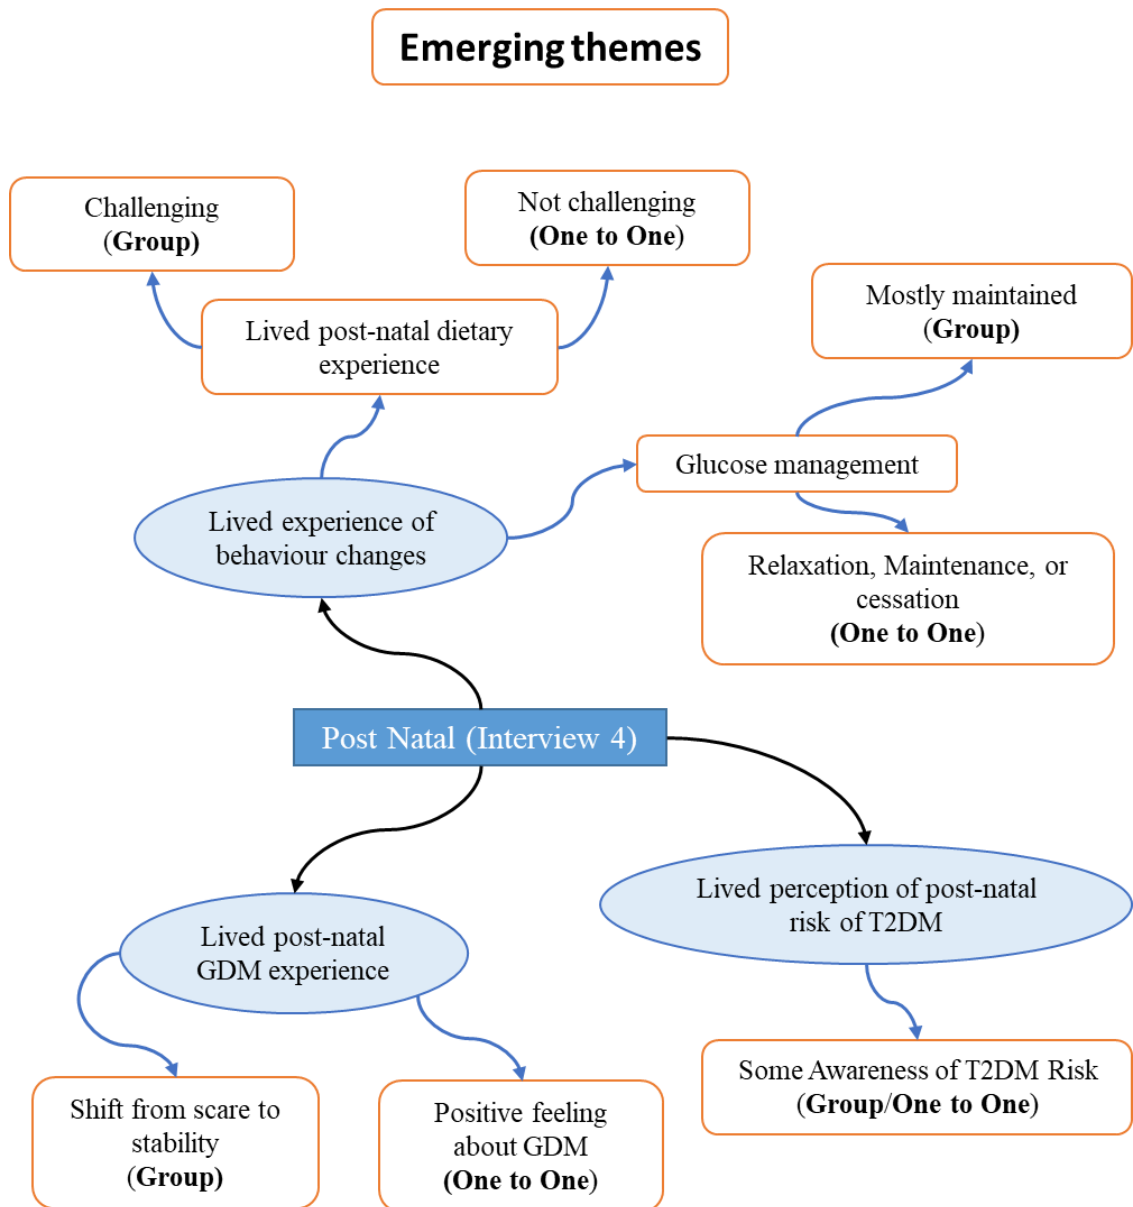 Emerging themes
Challenging
(Group)
Not challenging
(One to One)
Lived post-natal dietary
experience
Mostly maintained
(Group)
Glucose management
Lived experience of
behaviour changes
Relaxation, Maintenance, or
cessation
(One to One)
Post Natal (Interview 4)
Lived perception of post-natal
risk of T2DM
Lived post-natal
GDM experience
Some Awareness of T2DM Risk
(Group/One to One)
Shift from scare to
stability
(Group)
Positive feeling
about GDM
(One to One)